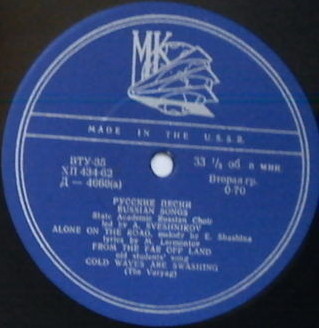 МК
MADE IN THE U.S.S.R.
ВТУ-35
ХП 434-62
Д — 4068(а)
33 ⅓ об. в мин.
Вторая гр.
0-70
РУССКИЕ ПЕСНИ
RUSSIAN SONGS
State Academic Russian Choir
led by A. SVESHNIKOV
ALONE ON THE ROAD, melody by E. Shashina
lyrics by M. Lermontov
FROM THE FAR OFF LAND
old students' song
COLD WAVES ARE SWASHING
(The Varyag)